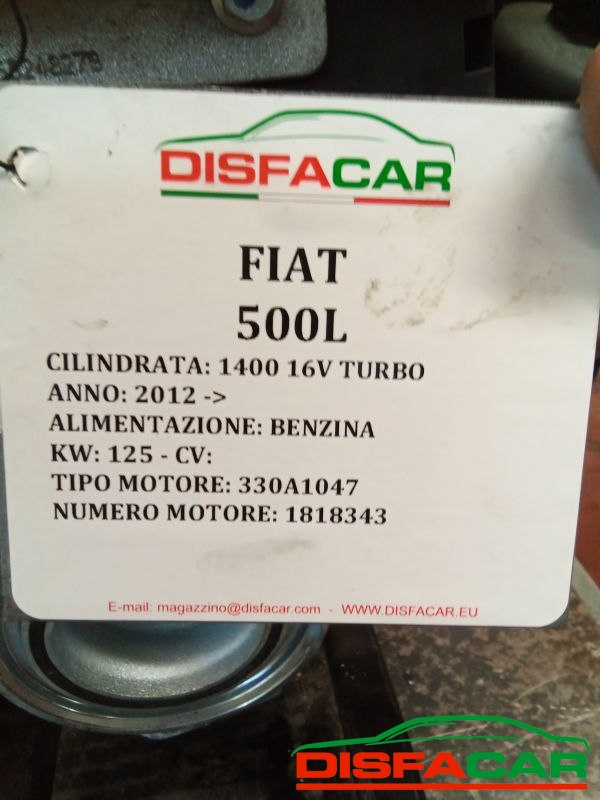 DISFACAR
FIAT
500L
CILINDRATA: 1400 16V TURBO
ANNO: 2012 ->
ALIMENTAZIONE: BENZINA
KW: 125 - CV:
TIPO MOTORE: 330A1047
NUMERO MOTORE: 1818343
E-mail: magazzino@disfacar.com - WWW.DISFACAR.EU
DISFACAR